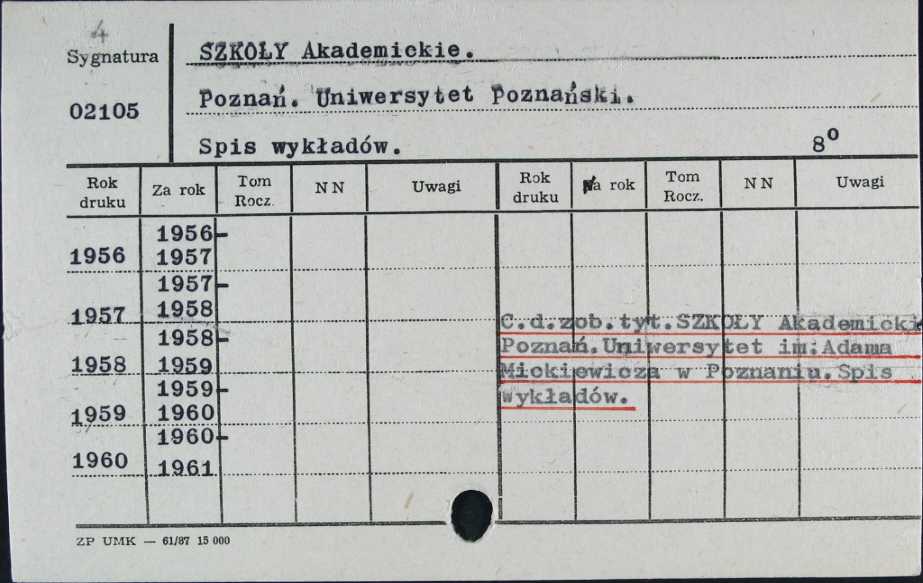 4
Sygnatura
02105
SZKOŁY Akademickie.
Poznań. Uniwersytet Poznański.
Spis wykładów. 8o
Rok druku Za rok Tom Rocz. NN Uwagi Rok druku Za rok Tom Rocz. NN Uwagi
1956 1956-1957
1957 1957-1958
1958 1958-1959
1959 1959-1960
1960 1960-1961
C.d.zob.tyt.SZKOŁY Akademicki
Poznań.Uniwersytet im.Adama
Mickiewicza w Poznaniu.Spis
wykładów.
ZP UMK — 61/87 15 000